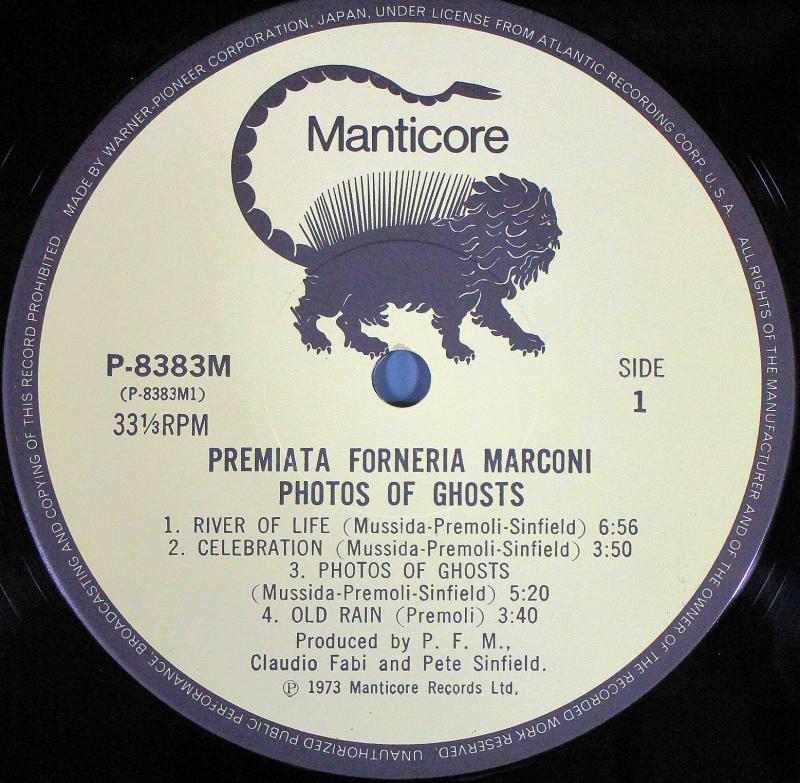 MADE BY WARNER-PIONEER CORPORATION, JAPAN, UNDER LICENSE FROM ATLANTIC RECORDING CORP. U.S.A. ALL RIGHTS OF THE MANUFACTURER AND OF THE OWNER OF THE RECORDED WORK RESERVED. UNAUTHORIZED PUBLIC PERFORMANCE, BROADCASTING AND COPYING OF THIS RECORD PROHIBITED.
Manticore
P-8383M
(P-8383M1)
33⅓RPM
SIDE
1
PREMIATA FORNERIA MARCONI
PHOTOS OF GHOSTS
1. RIVER OF LIFE (Mussida-Premoli-Sinfield) 6:56
2. CELEBRATION (Mussida-Premoli-Sinfield) 3:50
3. PHOTOS OF GHOSTS
(Mussida-Premoli-Sinfield) 5:20
4. OLD RAIN (Premoli) 3:40
Produced by P. F. M.,
Claudio Fabi and Pete Sinfield.
℗ 1973 Manticore Records Ltd.